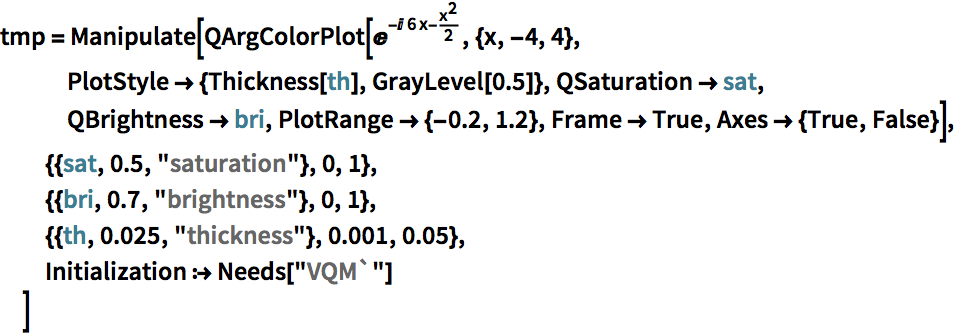 tmp = Manipulate[QArgColorPlot[ⅇ^(-ⅈ 6 x-x²/2), {x, -4, 4},
PlotStyle → {Thickness[th], GrayLevel[0.5]}, QSaturation → sat,
QBrightness → bri, PlotRange → {-0.2, 1.2}, Frame → True, Axes → {True, False}],
{{sat, 0.5, "saturation"}, 0, 1},
{{bri, 0.7, "brightness"}, 0, 1},
{{th, 0.025, "thickness"}, 0.001, 0.05},
Initialization :→ Needs["VQM`"]
]